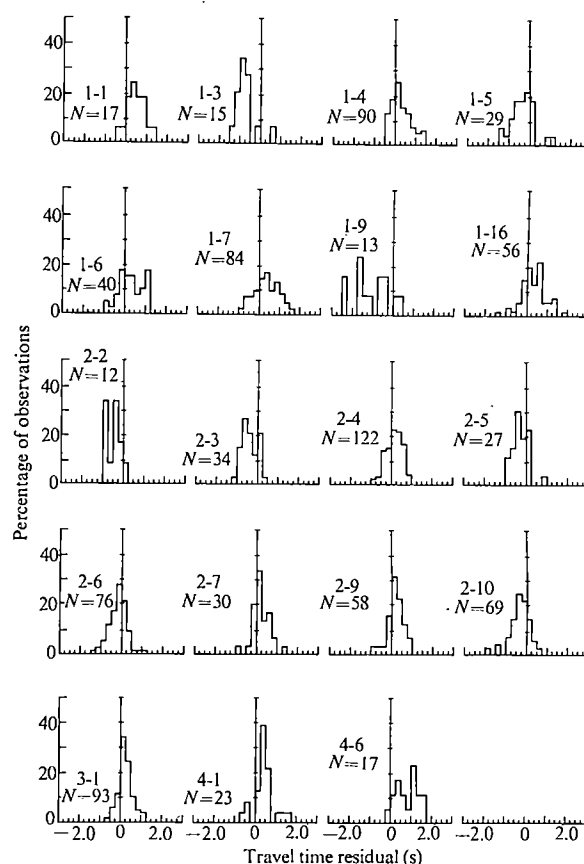 40
20
0
1-1
N=17
1-3
N=15
1-4
N=90
1-5
N=29
40
20
0
1-6
N=40
1-7
N=84
1-9
N=13
1-16
N=56
40
20
0
2-2
N=12
2-3
N=34
2-4
N=122
2-5
N=27
40
20
0
2-6
N=76
2-7
N=30
2-9
N=58
2-10
N=69
40
20
0
3-1
N=93
4-1
N=23
4-6
N=17
−2.0 0 2.0 −2.0 0 2.0 −2.0 0 2.0 −2.0 0 2.0
Percentage of observations
Travel time residual (s)